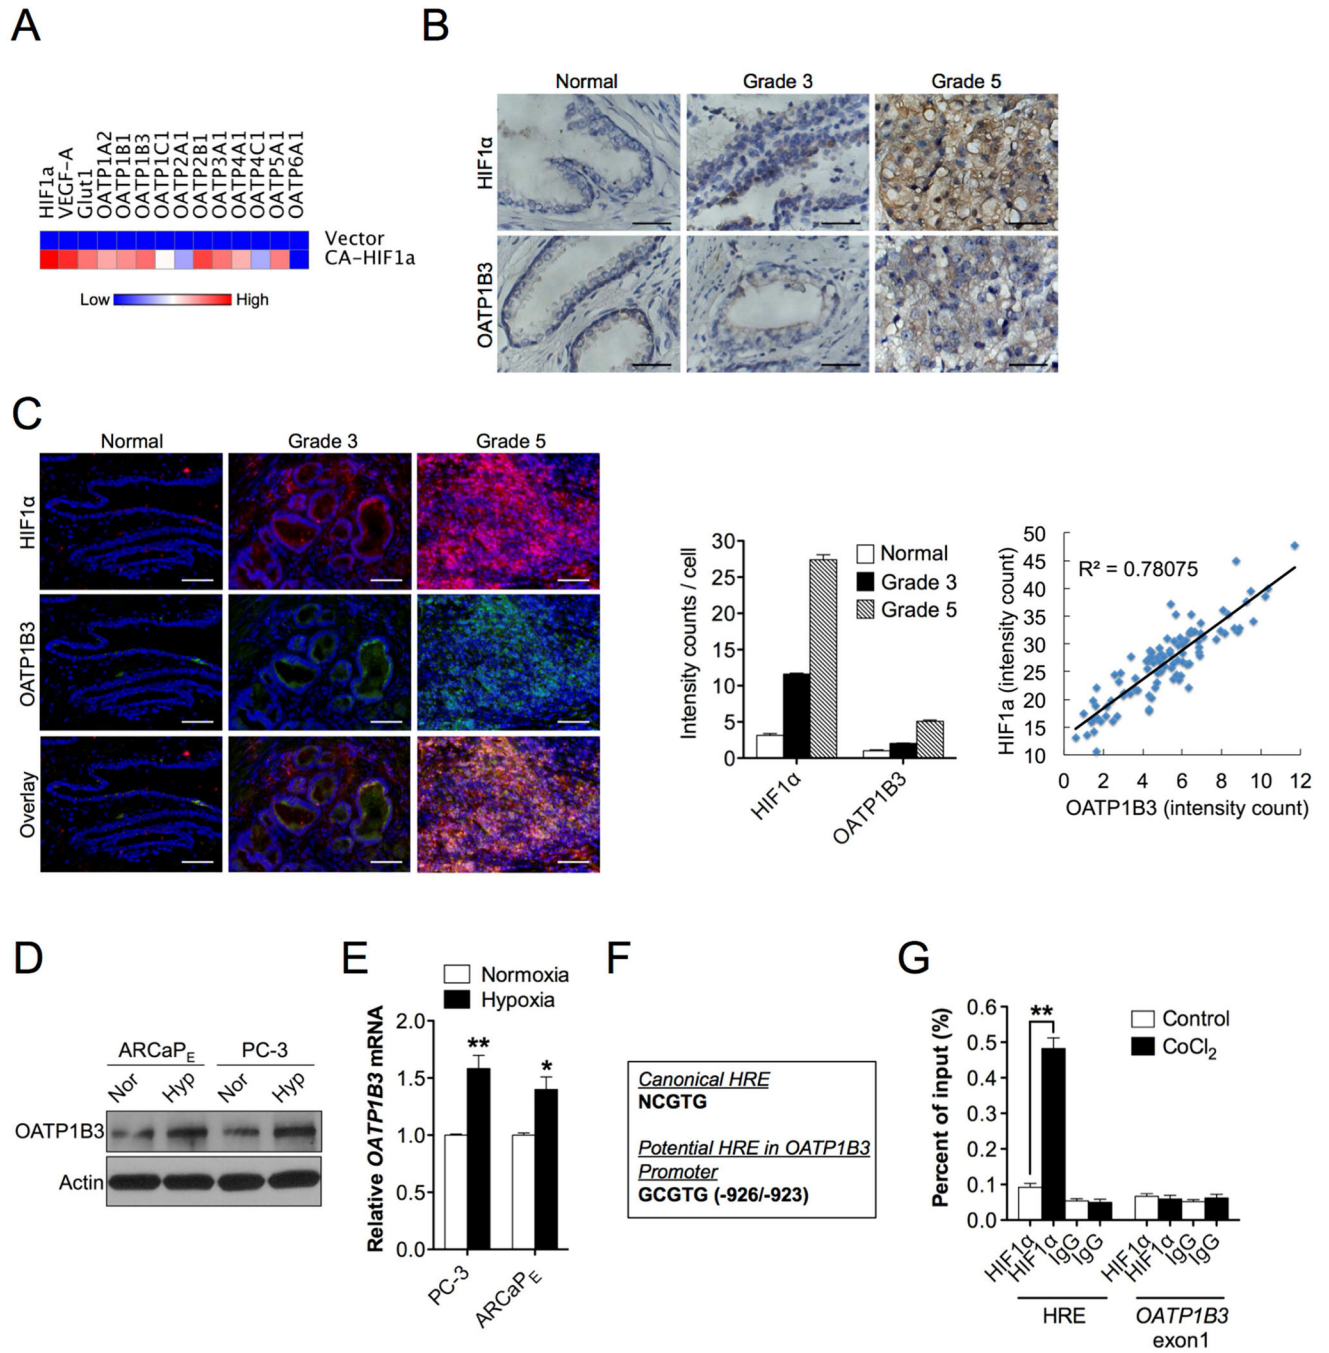 A
HIF1a
VEGF-A
Glut1
OATP1A2
OATP1B1
OATP1B3
OATP1C1
OATP2A1
OATP2B1
OATP3A1
OATP4A1
OATP4C1
OATP5A1
OATP6A1
Vector
CA-HIF1a
Low High
B
Normal Grade 3 Grade 5
HIF1α
OATP1B3
C
Normal Grade 3 Grade 5
HIF1α
OATP1B3
Overlay
Intensity counts / cell
30
25
20
15
10
5
0
Normal
Grade 3
Grade 5
HIF1α
OATP1B3
HIF1a (intensity count)
50
45
40
35
30
25
20
15
10
R² = 0.78075
0 2 4 6 8 10 12
OATP1B3 (intensity count)
D
ARCaP_E PC-3
Nor Hyp Nor Hyp
OATP1B3
Actin
E
Normoxia
Hypoxia
Relative OATP1B3 mRNA
2.0
1.5
1.0
0.5
0.0
** *
PC-3
ARCaP_E
F
Canonical HRE
NCGTG
Potential HRE in OATP1B3
Promoter
GCGTG (-926/-923)
G
Percent of input (%)
0.6
0.5
0.4
0.3
0.2
0.1
0.0
**
Control
CoCl₂
HIF1α HIF1α IgG IgG HIF1α HIF1α IgG IgG
HRE OATP1B3
exon1